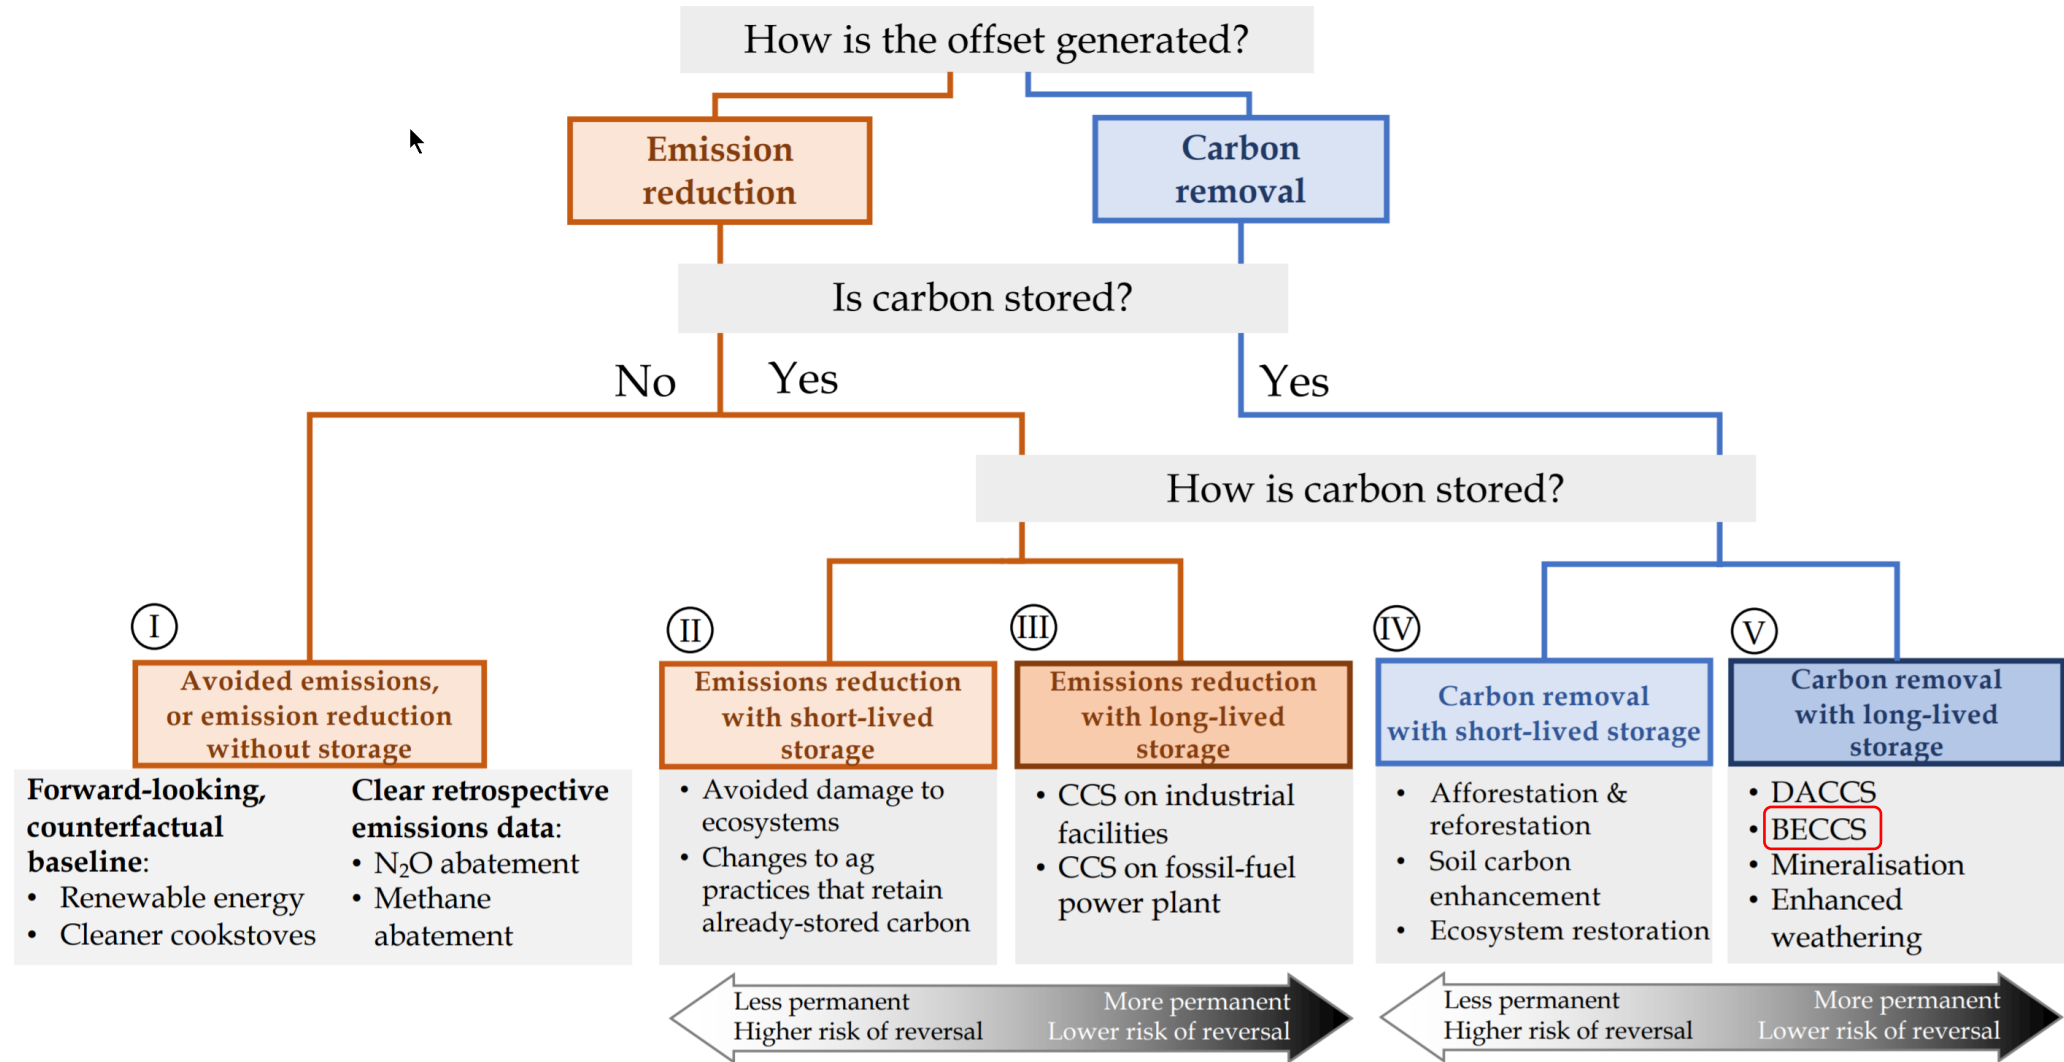 How is the offset generated?
Emission
reduction
Carbon
removal
Is carbon stored?
No
Yes
Yes
How is carbon stored?
I
Avoided emissions,
or emission reduction
without storage
Forward-looking,
counterfactual
baseline:
• Renewable energy
• Cleaner cookstoves
Clear retrospective
emissions data:
• N₂O abatement
• Methane
abatement
II
Emissions reduction
with short-lived
storage
• Avoided damage to
ecosystems
• Changes to ag
practices that retain
already-stored carbon
III
Emissions reduction
with long-lived
storage
• CCS on industrial
facilities
• CCS on fossil-fuel
power plant
IV
Carbon removal
with short-lived storage
• Afforestation &
reforestation
• Soil carbon
enhancement
• Ecosystem restoration
V
Carbon removal
with long-lived
storage
• DACCS
• BECCS
• Mineralisation
• Enhanced
weathering
Less permanent
Higher risk of reversal
More permanent
Lower risk of reversal
Less permanent
Higher risk of reversal
More permanent
Lower risk of reversal